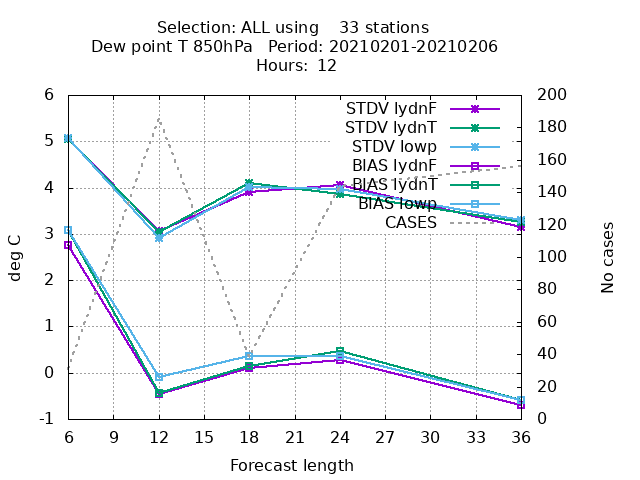 Selection: ALL using    33 stations
Dew point T 850hPa   Period: 20210201-20210206
Hours: 12
STDV lydnF
STDV lydnT
STDV lowp
BIAS lydnF
BIAS lydnT
BIAS lowp
CASES
6
5
4
3
2
1
0
-1
deg C
200
180
160
140
120
100
80
60
40
20
0
No cases
6 9 12 15 18 21 24 27 30 33 36
Forecast length